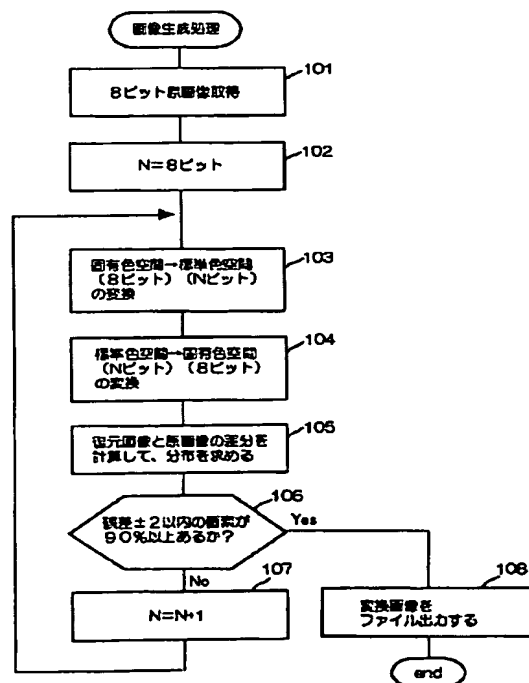 画像生成処理
101
8ビット原画像取得
102
N=8ビット
103
固有色空間→標準色空間
(8ビット) (Nビット)
の変換
104
標準色空間→固有色空間
(Nビット) (8ビット)
の変換
105
復元画像と原画像の差分を
計算して、分布を求める
106
誤差±2以内の画素が
90%以上あるか?
Yes
No
107
N=N+1
108
変換画像を
ファイル出力する
end